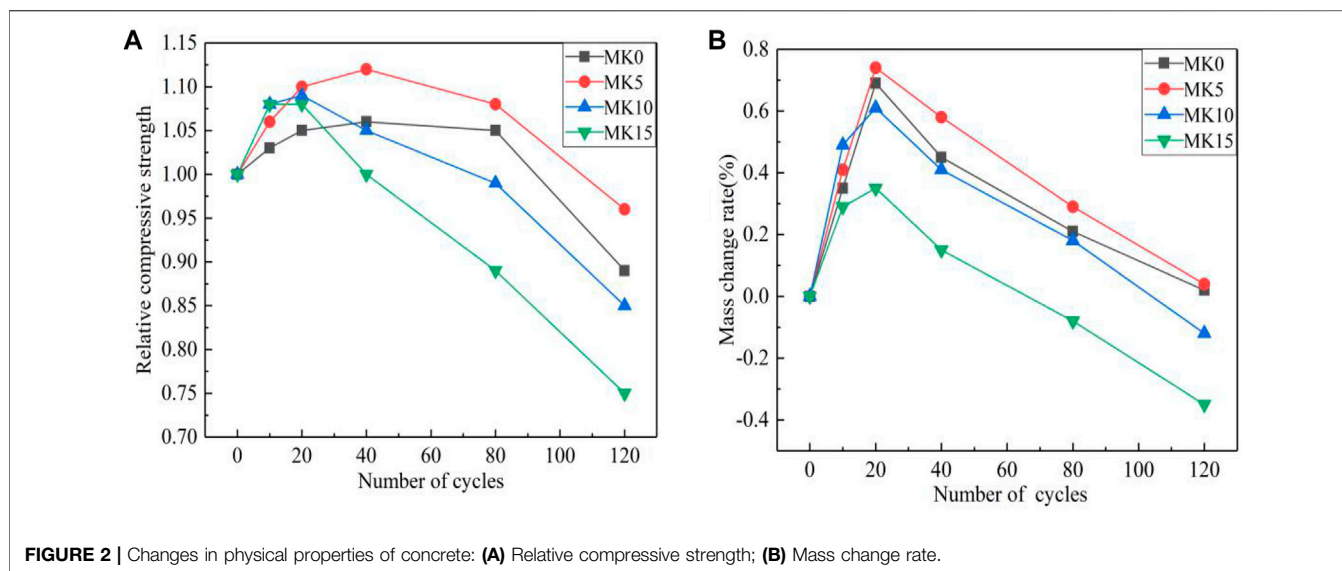 A
1.15
1.10
1.05
1.00
0.95
0.90
0.85
0.80
0.75
0.70
Relative compressive strength
0
20
40
60
80
100
120
Number of cycles
MK0
MK5
MK10
MK15
B
0.8
0.6
0.4
0.2
0.0
-0.2
-0.4
Mass change rate(%)
0
20
40
60
80
100
120
Number of cycles
MK0
MK5
MK10
MK15
FIGURE 2 | Changes in physical properties of concrete: (A) Relative compressive strength; (B) Mass change rate.